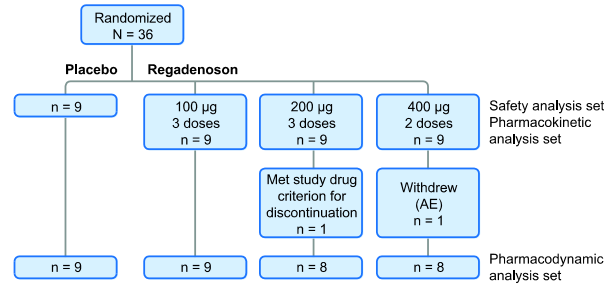 Randomized
N = 36
Placebo
Regadenoson
n = 9
100 µg
3 doses
n = 9
200 µg
3 doses
n = 9
400 µg
2 doses
n = 9
Safety analysis set
Pharmacokinetic
analysis set
Met study drug
criterion for
discontinuation
n = 1
Withdrew
(AE)
n = 1
n = 9
n = 9
n = 8
n = 8
Pharmacodynamic
analysis set